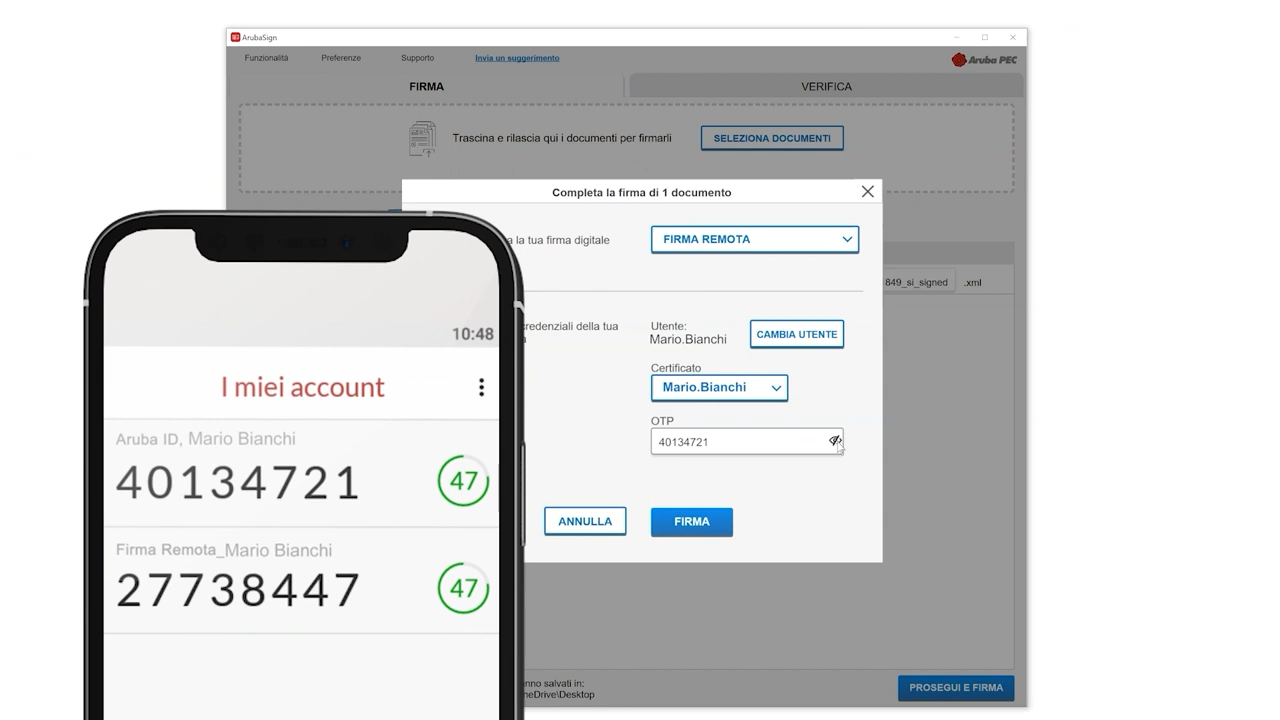 ArubaSign
Funzionalità Preferenze Supporto Invia un suggerimento
Aruba PEC
FIRMA VERIFICA
Trascina e rilascia qui i documenti per firmarli SELEZIONA DOCUMENTI
Completa la firma di 1 documento
la tua firma digitale FIRMA REMOTA
849_si_signed .xml
credenziali della tua
Utente:
Mario.Bianchi CAMBIA UTENTE
Certificato
Mario.Bianchi
OTP
40134721
ANNULLA FIRMA
nno salvati in:
neDrive\Desktop
PROSEGUI E FIRMA
10:48
I miei account
Aruba ID, Mario Bianchi
40134721 47
Firma Remota_Mario Bianchi
27738447 47